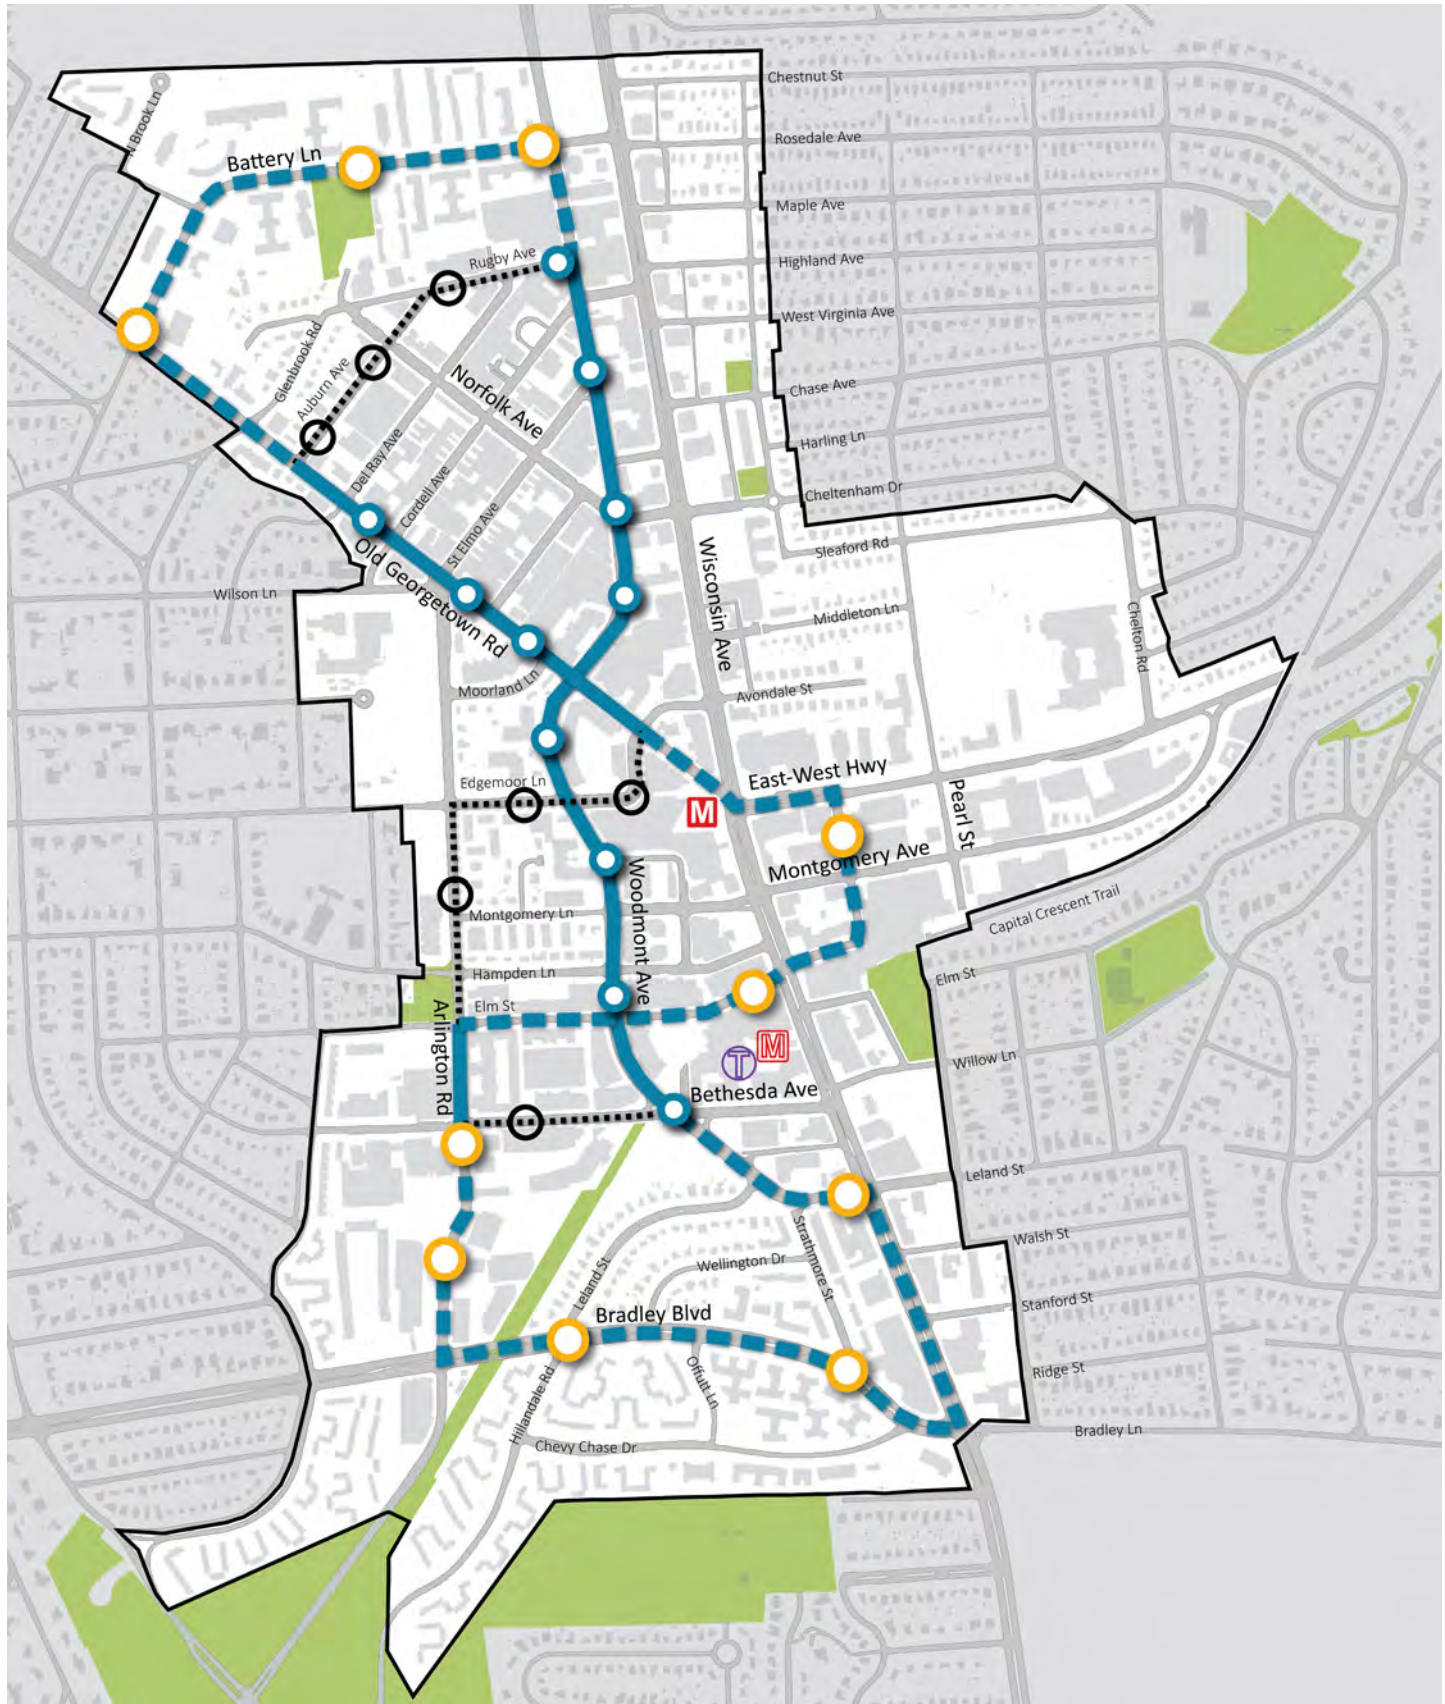 Chestnut St
N Brook Ln
Rosedale Ave
Battery Ln
Maple Ave
Rugby Ave
Highland Ave
West Virginia Ave
Glenbrook Rd
Auburn Ave
Norfolk Ave
Chase Ave
Harling Ln
Del Ray Ave
Cordell Ave
St Elmo Ave
Cheltenham Dr
Old Georgetown Rd
Wisconsin Ave
Sleaford Rd
Wilson Ln
Middleton Ln
Chelton Rd
Moorland Ln
Avondale St
Edgemoor Ln
East-West Hwy
Pearl St
M
Montgomery Ave
Woodmont Ave
Montgomery Ln
Capital Crescent Trail
Hampden Ln
Elm St
Elm St
Arlington Rd
M
T
Willow Ln
Bethesda Ave
Leland St
Strathmore St
Walsh St
Wellington Dr
Leland St
Stanford St
Bradley Blvd
Ridge St
Offutt Ln
Hillandale Rd
Bradley Ln
Chevy Chase Dr